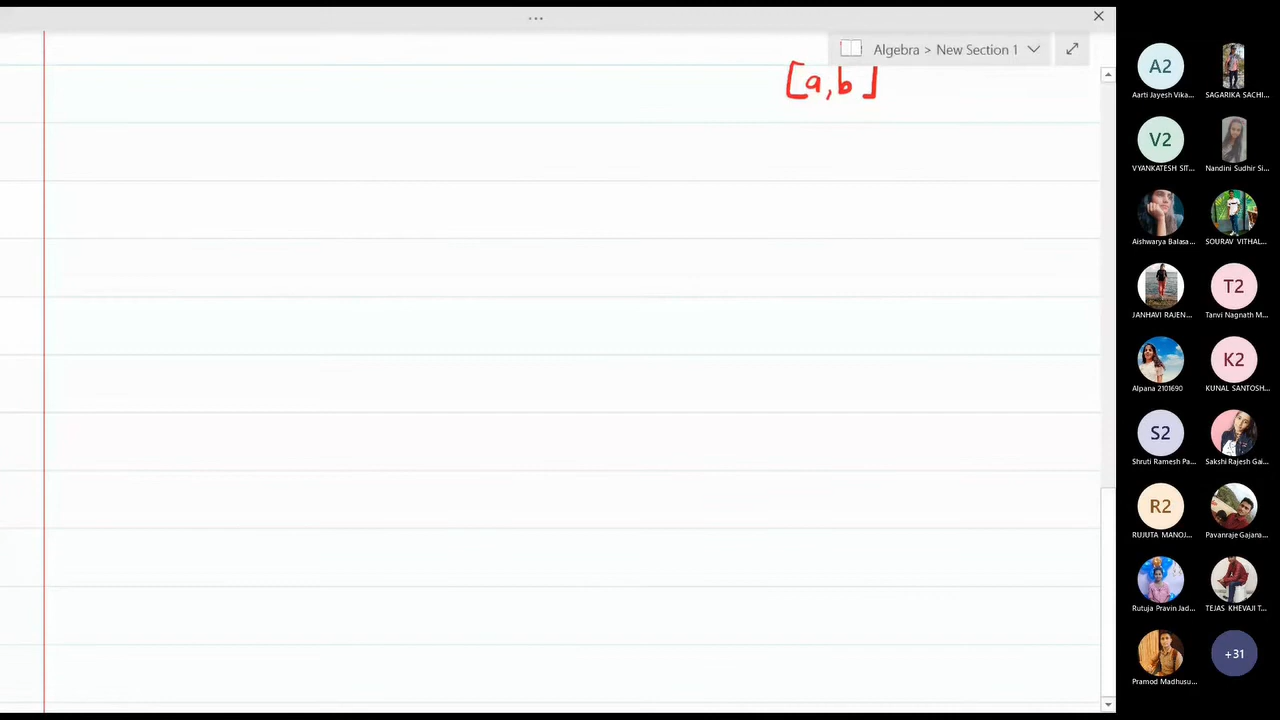 Algebra > New Section 1
[a,b]
A2
Aarti Jayesh Vika...
SAGARIKA SACHI...
V2
VYANKATESH SIT...
Nandini Sudhir Si...
Aishwarya Balasa...
SOURAV VITHAL...
JANHAVI RAJEN...
T2
Tanvi Nagnath M...
Alpana 2101690
K2
KUNAL SANTOSH...
S2
Shruti Ramesh Pa...
Sakshi Rajesh Gai...
R2
RUJUTA MANOJ...
Pavanraje Gajana...
Rutuja Pravin Jad...
TEJAS KHEVAJI T...
Pramod Madhusu...
+31